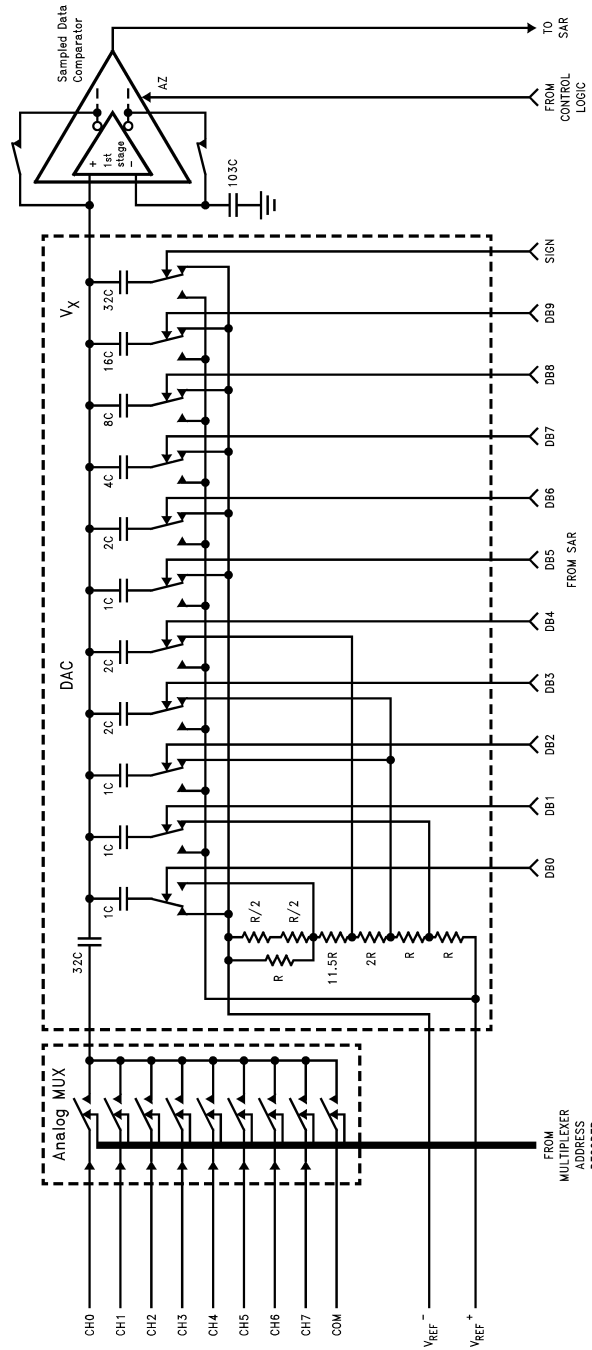 Sampled Data
Comparator
AZ
TO
SAR
FROM
CONTROL
LOGIC
+
1st
stage
−
103C
VX
32C
16C
8C
4C
2C
1C
2C
2C
1C
1C
1C
32C
DAC
SIGN
DB9
DB8
DB7
DB6
DB5
DB4
DB3
DB2
DB1
DB0
FROM SAR
R/2
R/2
R
11.5R
2R
R
R
Analog MUX
FROM
MULTIPLEXER
ADDRESS
CH0
CH1
CH2
CH3
CH4
CH5
CH6
CH7
COM
VREF−
VREF+